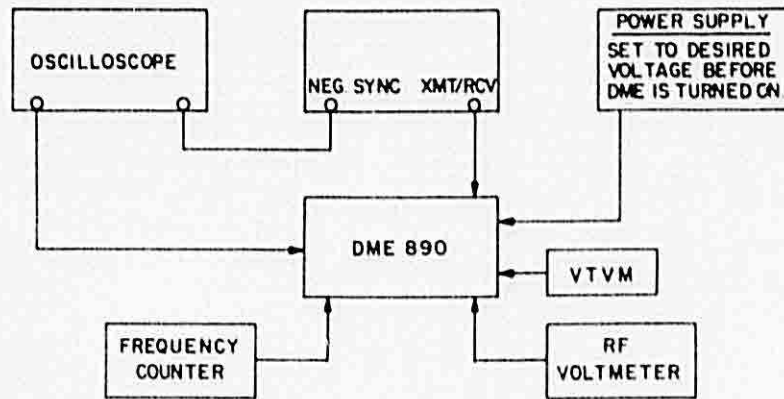 OSCILLOSCOPE
NEG. SYNC XMT/RCV
POWER SUPPLY
SET TO DESIRED
VOLTAGE BEFORE
DME IS TURNED ON.
DME 890
VTVM
FREQUENCY
COUNTER
RF
VOLTMETER